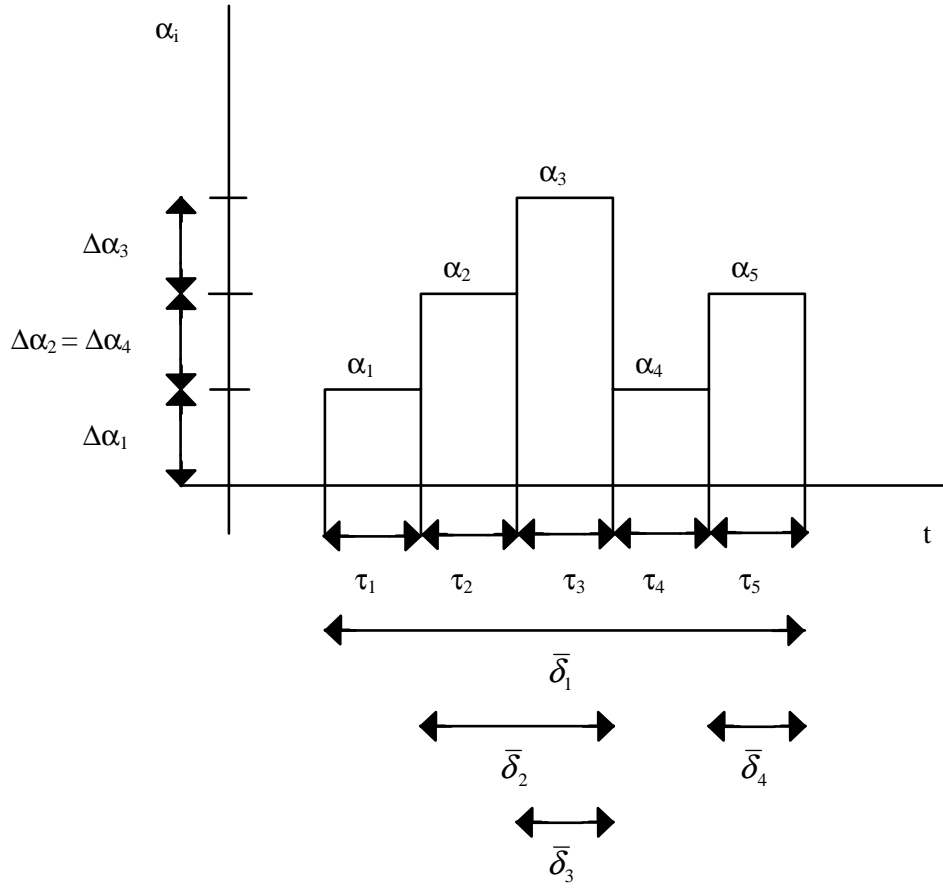 αᵢ
α₃
Δα₃
α₂ α₅
Δα₂ = Δα₄
α₁ α₄
Δα₁
t
τ₁ τ₂ τ₃ τ₄ τ₅
δ̅₁
δ̅₂ δ̅₄
δ̅₃